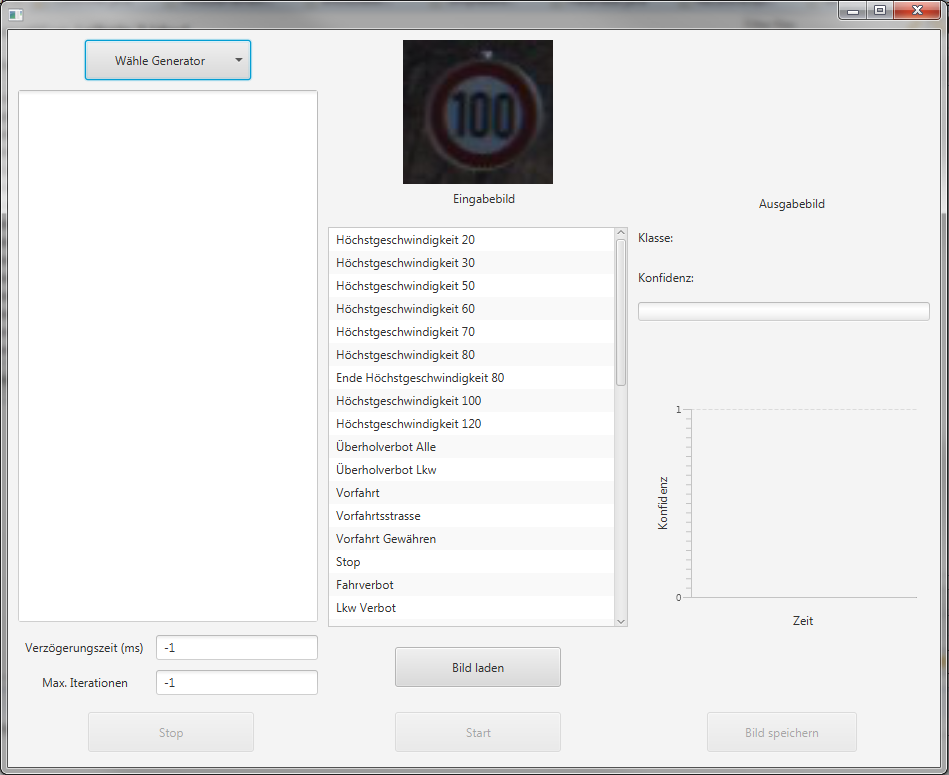 Wähle Generator
100
Eingabebild
Ausgabebild
Höchstgeschwindigkeit 20
Höchstgeschwindigkeit 30
Höchstgeschwindigkeit 50
Höchstgeschwindigkeit 60
Höchstgeschwindigkeit 70
Höchstgeschwindigkeit 80
Ende Höchstgeschwindigkeit 80
Höchstgeschwindigkeit 100
Höchstgeschwindigkeit 120
Überholverbot Alle
Überholverbot Lkw
Vorfahrt
Vorfahrtsstrasse
Vorfahrt Gewähren
Stop
Fahrverbot
Lkw Verbot
Klasse:
Konfidenz:
1
Konfidenz
0
Zeit
Verzögerungszeit (ms) -1
Max. Iterationen -1
Bild laden
Stop
Start
Bild speichern